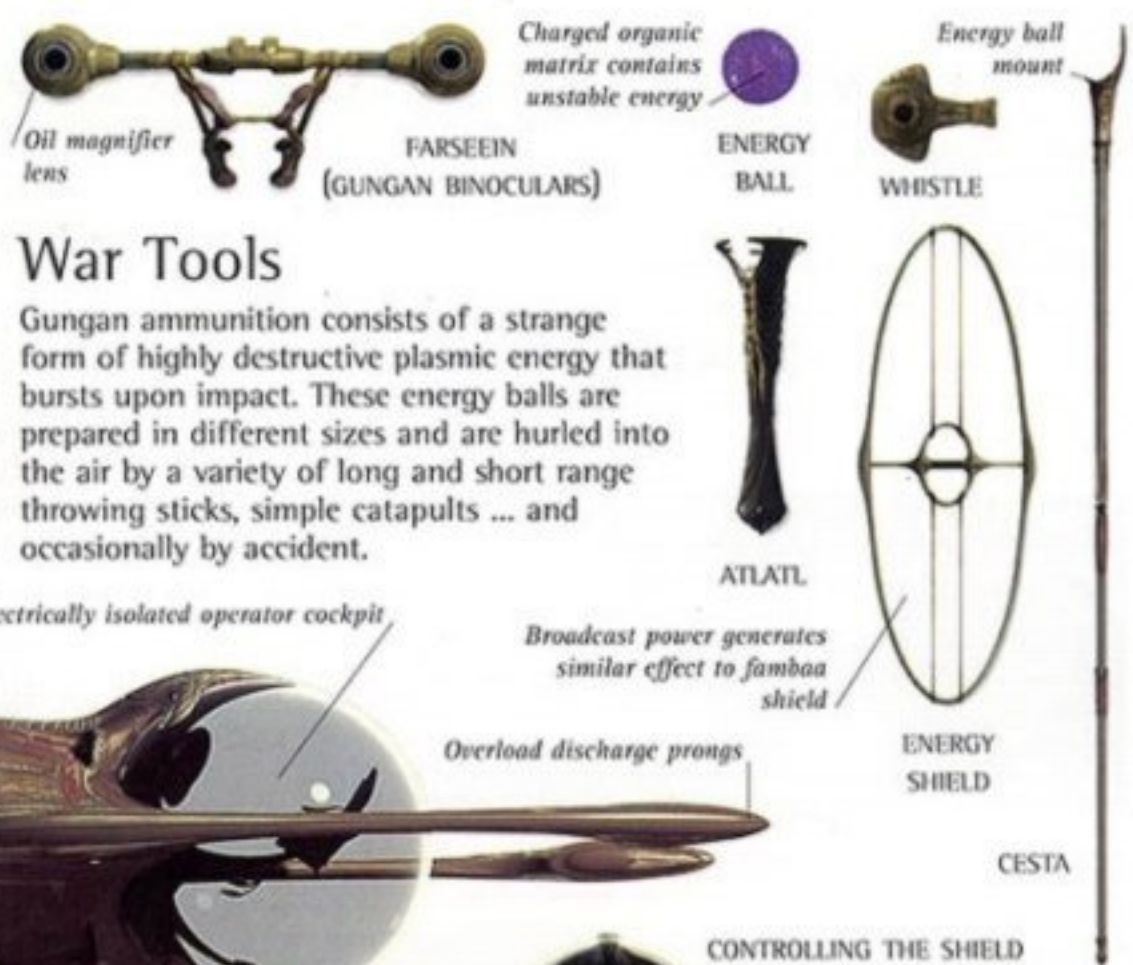 Charged organic
matrix contains
unstable energy
Energy ball
mount
Oil magnifier
lens
FARSEEIN
(GUNGAN BINOCULARS)
ENERGY
BALL
WHISTLE
War Tools
Gungan ammunition consists of a strange
form of highly destructive plasmic energy that
bursts upon impact. These energy balls are
prepared in different sizes and are hurled into
the air by a variety of long and short range
throwing sticks, simple catapults ... and
occasionally by accident.
ATLATL
ectrically isolated operator cockpit
Broadcast power generates
similar effect to fambaa
shield
Overload discharge prongs
ENERGY
SHIELD
CESTA
CONTROLLING THE SHIELD